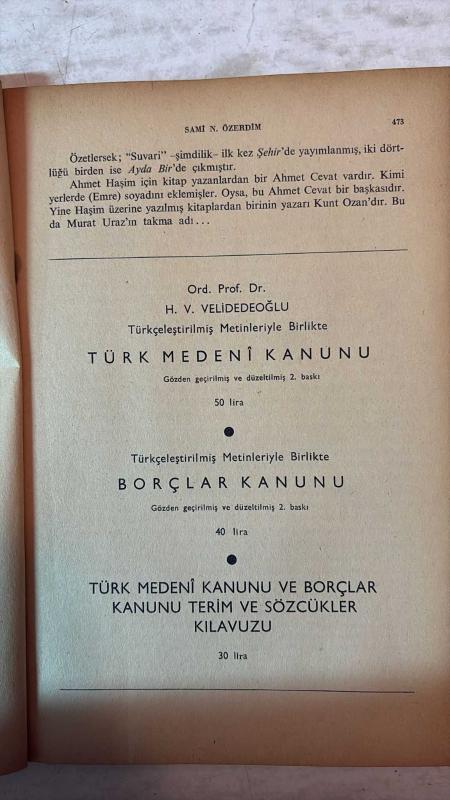 SAMİ N. ÖZERDİM
473
Özetlersek; “Suvari” –şimdilik– ilk kez Şehir’de yayımlanmış, iki dört-
lüğü birden ise Ayda Bir’de çıkmıştır.
Ahmet Haşim için kitap yazanlardan bir Ahmet Cevat vardır. Kimi
yerlerde (Emre) soyadını eklemişler. Oysa, bu Ahmet Cevat bir başkasıdır.
Yine Haşim üzerine yazılmış kitaplardan birinin yazarı Kunt Ozan’dır. Bu
da Murat Uraz’ın takma adı...
Ord. Prof. Dr.
H. V. VELİDEDEOĞLU
Türkçeleştirilmiş Metinleriyle Birlikte
TÜRK MEDENÎ KANUNU
Gözden geçirilmiş ve düzeltilmiş 2. baskı
50 lira
Türkçeleştirilmiş Metinleriyle Birlikte
BORÇLAR KANUNU
Gözden geçirilmiş ve düzeltilmiş 2. baskı
40 lira
TÜRK MEDENÎ KANUNU VE BORÇLAR
KANUNU TERİM VE SÖZCÜKLER
KILAVUZU
30 lira